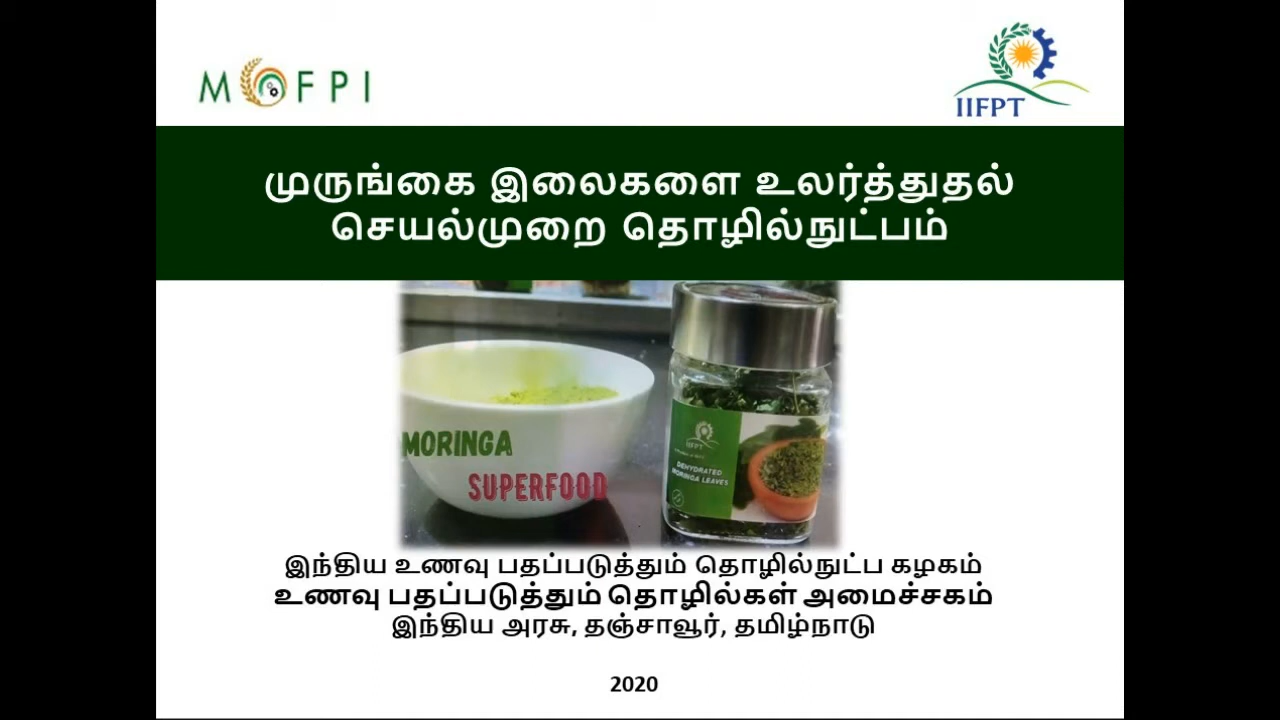 MOFPI
IIFPT
முருங்கை இலைகளை உலர்த்துதல்
செயல்முறை தொழில்நுட்பம்
MORINGA
SUPERFOOD
IIFPT
DEHYDRATED
MORINGA LEAVES
இந்திய உணவு பதப்படுத்தும் தொழில்நுட்ப கழகம்
உணவு பதப்படுத்தும் தொழில்கள் அமைச்சகம்
இந்திய அரசு, தஞ்சாவூர், தமிழ்நாடு
2020